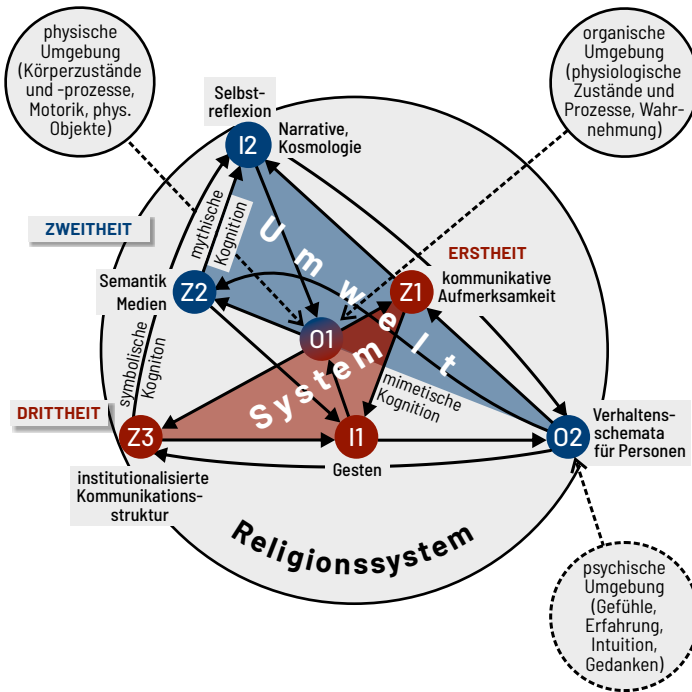 physische
Umgebung
(Körperzustände
und -prozesse,
Motorik, phys.
Objekte)
organische
Umgebung
(physiologische
Zustände und
Prozesse, Wahr-
nehmung)
Selbst-
reflexion
I2
Narrative,
Kosmologie
mythische
Kognition
ZWEITHEIT
Umwelt
ERSTHEIT
Semantik
Medien
Z2
Z1
kommunikative
Aufmerksamkeit
O1
System
symbolische
Kogniton
mimetische
Kognition
DRITTHEIT
Z3
I1
O2
Verhaltens-
schemata
für Personen
Gesten
institutionalisierte
Kommunikations-
struktur
Religionssystem
psychische
Umgebung
(Gefühle,
Erfahrung,
Intuition,
Gedanken)